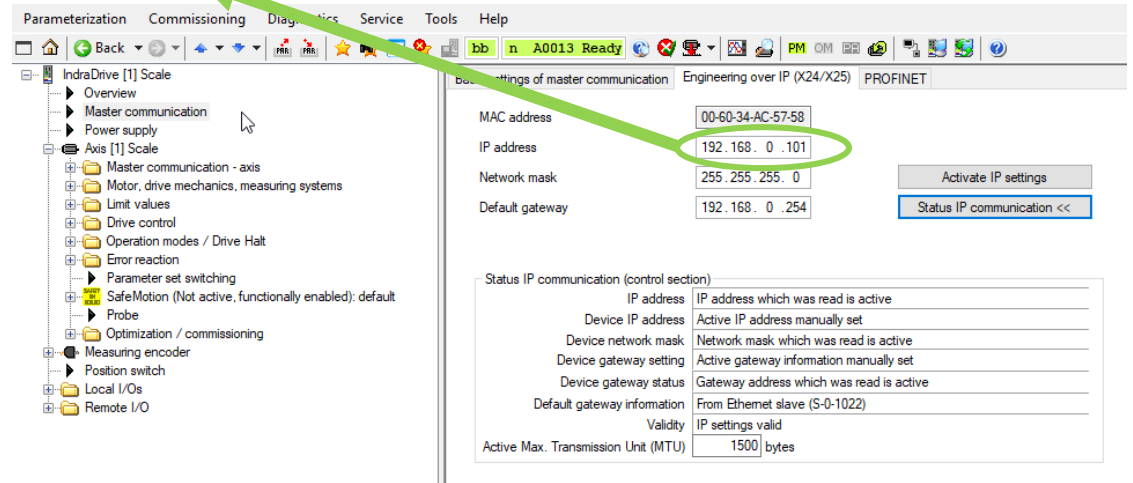 Parameterization Commissioning Diagnostics Service Tools Help
Back bb n A0013 Ready PM OM
IndraDrive [1] Scale
Overview
Master communication
Power supply
Axis [1] Scale
Master communication - axis
Motor, drive mechanics, measuring systems
Limit values
Drive control
Operation modes / Drive Halt
Error reaction
Parameter set switching
SafeMotion (Not active, functionally enabled): default
Probe
Optimization / commissioning
Measuring encoder
Position switch
Local I/Os
Remote I/O
settings of master communication Engineering over IP (X24/X25) PROFINET
MAC address 00-60-34-AC-57-58
IP address 192.168. 0 .101
Network mask 255.255.255. 0 Activate IP settings
Default gateway 192.168. 0 .254 Status IP communication <<
Status IP communication (control section)
IP address IP address which was read is active
Device IP address Active IP address manually set
Device network mask Network mask which was read is active
Device gateway setting Active gateway information manually set
Device gateway status Gateway address which was read is active
Default gateway information From Ethernet slave (S-0-1022)
Validity IP settings valid
Active Max. Transmission Unit (MTU) 1500 bytes